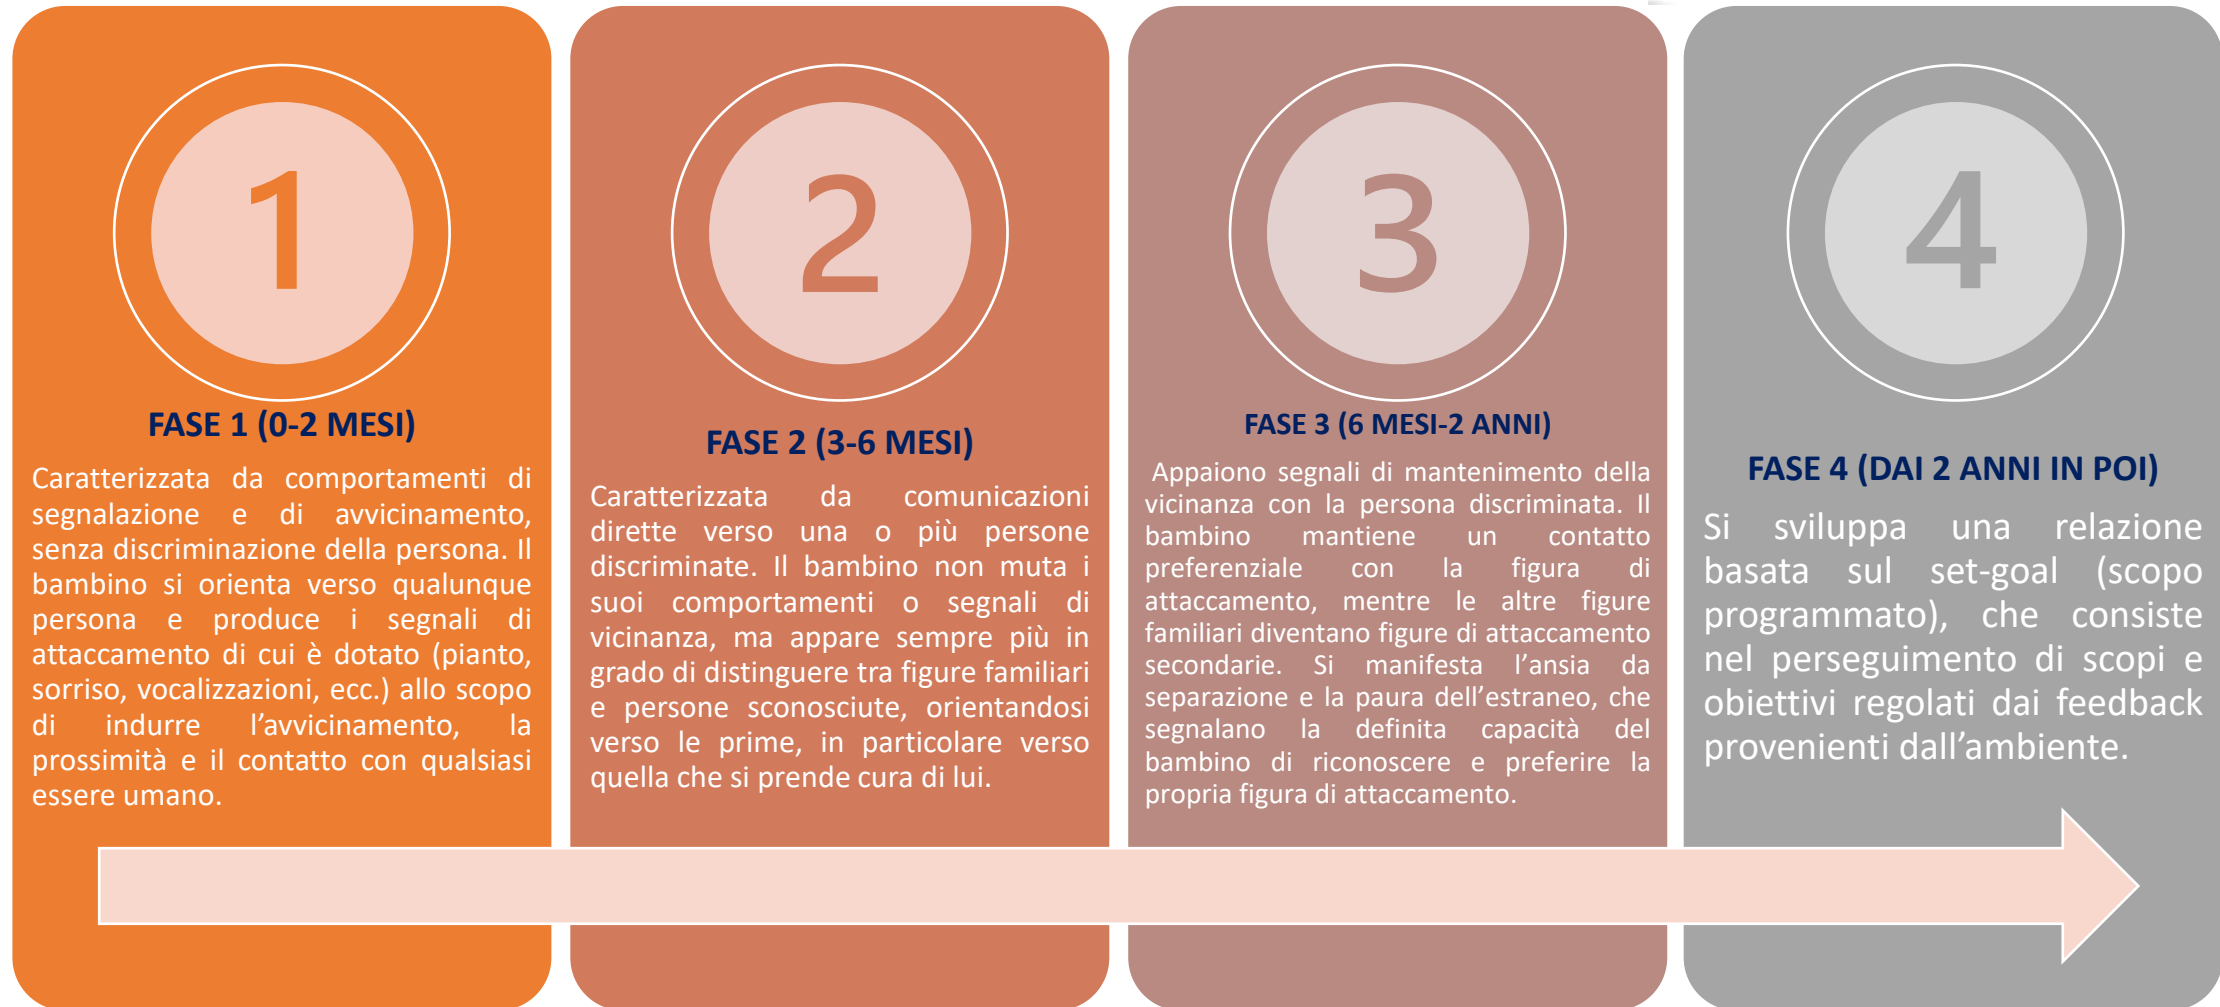 1
FASE 1 (0-2 MESI)
Caratterizzata da comportamenti di
segnalazione e di avvicinamento,
senza discriminazione della persona. Il
bambino si orienta verso qualunque
persona e produce i segnali di
attaccamento di cui è dotato (pianto,
sorriso, vocalizzazioni, ecc.) allo scopo
di indurre l'avvicinamento, la
prossimità e il contatto con qualsiasi
essere umano.
2
FASE 2 (3-6 MESI)
Caratterizzata da comunicazioni
dirette verso una o più persone
discriminate. Il bambino non muta i
suoi comportamenti o segnali di
vicinanza, ma appare sempre più in
grado di distinguere tra figure familiari
e persone sconosciute, orientandosi
verso le prime, in particolare verso
quella che si prende cura di lui.
3
FASE 3 (6 MESI-2 ANNI)
Appaiono segnali di mantenimento della
vicinanza con la persona discriminata. Il
bambino mantiene un contatto
preferenziale con la figura di
attaccamento, mentre le altre figure
familiari diventano figure di attaccamento
secondarie. Si manifesta l'ansia da
separazione e la paura dell'estraneo, che
segnalano la definita capacità del
bambino di riconoscere e preferire la
propria figura di attaccamento.
4
FASE 4 (DAI 2 ANNI IN POI)
Si sviluppa una relazione
basata sul set-goal (scopo
programmato), che consiste
nel perseguimento di scopi e
obiettivi regolati dai feedback
provenienti dall'ambiente.